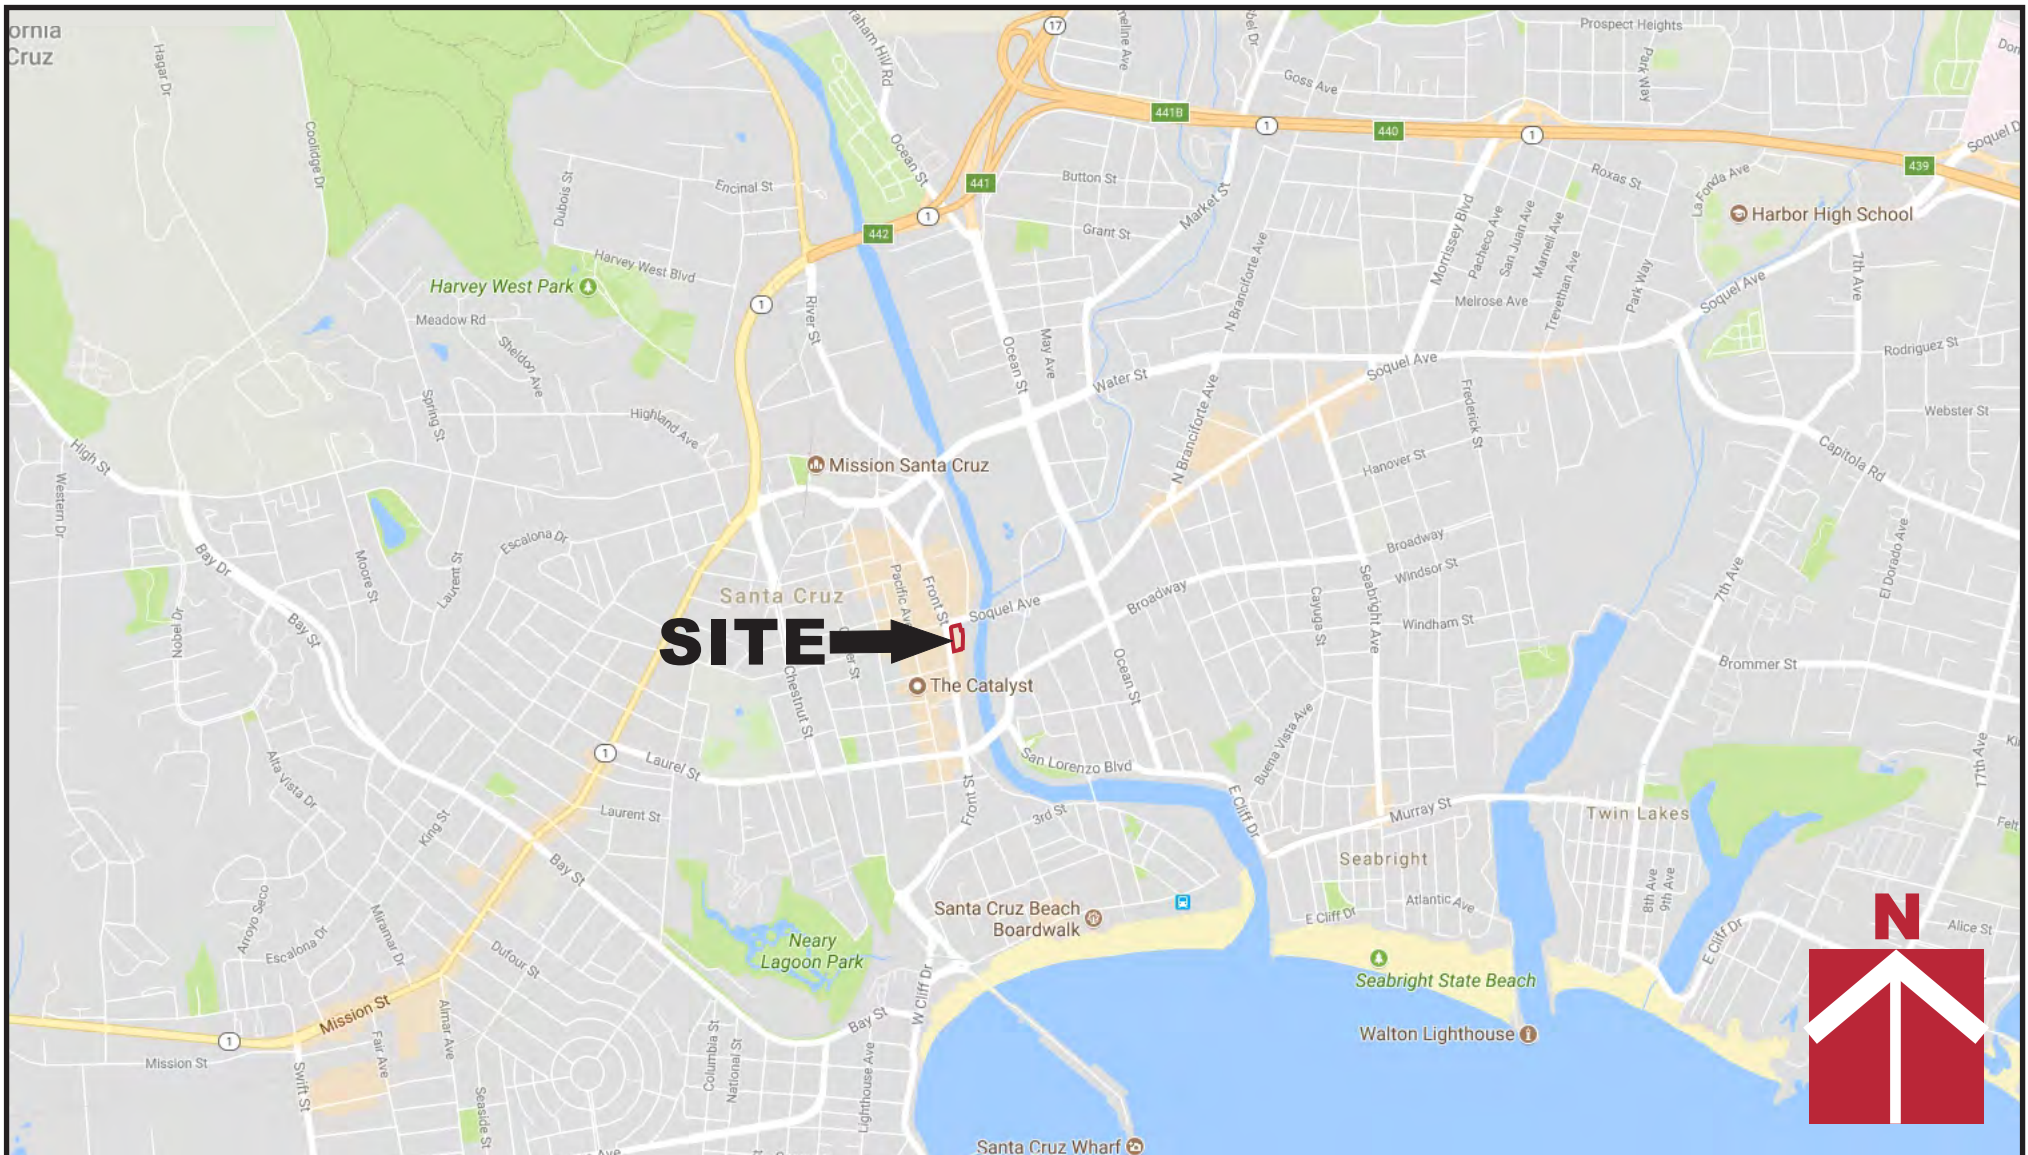 ornia
Cruz
17
Prospect Heights
Hagar Dr
Park Way
Goss Ave
441B
1
440
1
Coolidge Dr
Ocean St
Soquel D
439
Encinal St
441
Button St
Roxas St
La Fonda Ave
Dubois St
1
Market St
Harbor High School
442
Grant St
Morrissey Blvd
Pacheco Ave
San Juan Ave
Marnell Ave
Trevethan Ave
Park Way
Harvey West Blvd
N Branciforte Ave
7th Ave
Harvey West Park
Soquel Ave
1
River St
Melrose Ave
Meadow Rd
Sheldon Ave
Ocean St
May Ave
Rodriguez St
Water St
Soquel Ave
Spring St
Highland Ave
Frederick St
Webster St
High St
N Branciforte Ave
Capitola Rd
Mission Santa Cruz
Hanover St
Western Dr
Escalona Dr
Broadway
El Dorado Ave
Bay Dr
Moore St
Laurent St
Windsor St
7th Ave
Santa Cruz
Pacific Ave
Front St
Soquel Ave
Broadway
Seabright Ave
Cayuga St
Nobel Dr
Bay St
Windham St
SITE
Brommer St
The Catalyst
Chestnut St
Ocean St
1
Laurel St
San Lorenzo Blvd
Buena Vista Ave
17th Ave
Alta Vista Dr
Front St
E Cliff Dr
Murray St
Twin Lakes
King St
Laurent St
3rd St
Seabright
Bay St
8th Ave
9th Ave
Arroyo Seco
Miramar Dr
Santa Cruz Beach
Boardwalk
E Cliff Dr
Atlantic Ave
N
Alice St
Escalona Dr
Dufour St
Neary
Lagoon Park
E Cliff Dr
Seabright State Beach
W Cliff Dr
Mission St
Almar Ave
Bay St
Walton Lighthouse
1
Mission St
Fair Ave
Swift St
Columbia St
National St
Lighthouse Ave
Seaside St
Santa Cruz Wharf